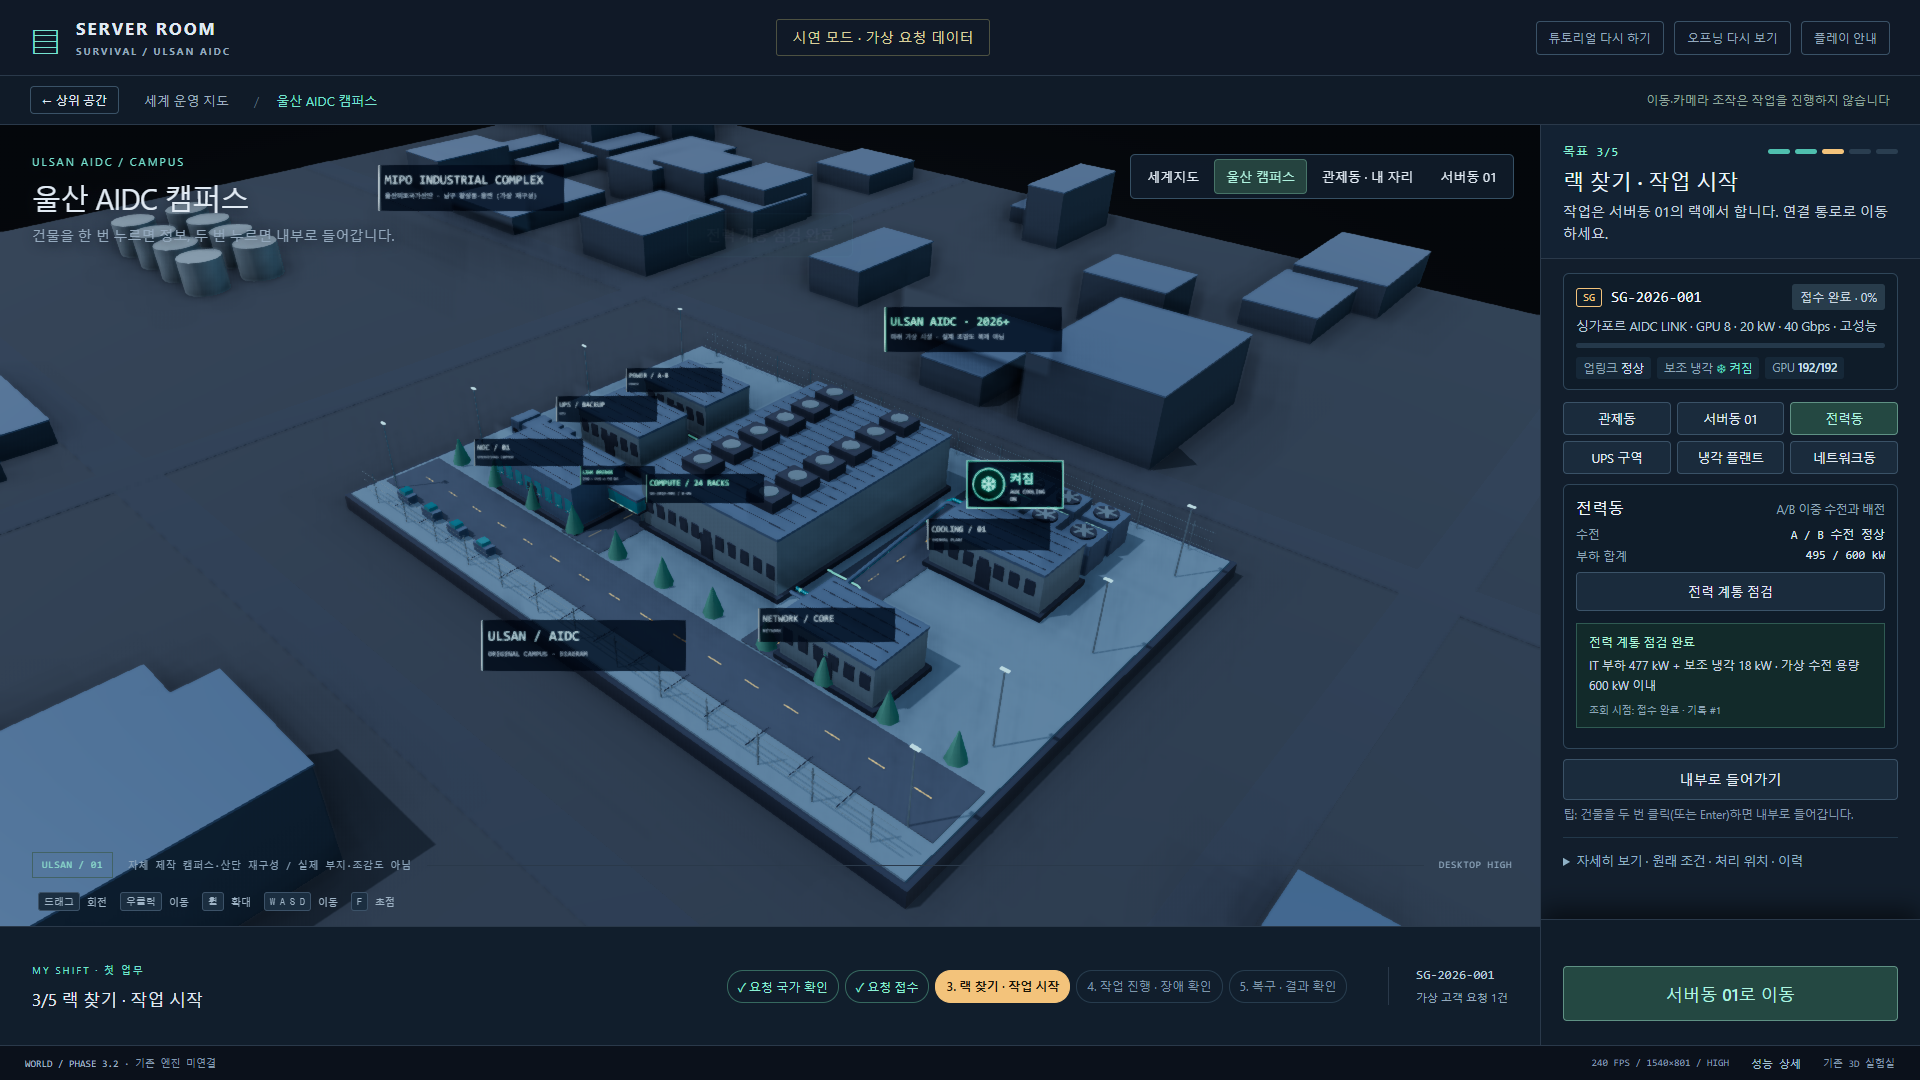 SERVER ROOM
SURVIVAL / ULSAN AIDC
시연 모드 · 가상 요청 데이터
튜토리얼 다시 하기
오프닝 다시 보기
플레이 안내
← 상위 공간
세계 운영 지도 / 울산 AIDC 캠퍼스
이동·카메라 조작은 작업을 진행하지 않습니다
ULSAN AIDC / CAMPUS
울산 AIDC 캠퍼스
건물을 한 번 누르면 정보, 두 번 누르면 내부로 들어갑니다.
세계지도
울산 캠퍼스
관제동 · 내 자리
서버동 01
MIPO INDUSTRIAL COMPLEX
ULSAN AIDC · 2026+
POWER / A-B
UPS / BACKUP
NOC / 01
COMPUTE / 24 RACKS
켜짐
AUX COOLING
ON
COOLING / 01
NETWORK / CORE
NETWORK
ULSAN / AIDC
ORIGINAL CAMPUS · DIAGRAM
ULSAN / 01
자체 제작 캠퍼스·산단 재구성 / 실제 부지·조감도 아님
DESKTOP HIGH
드래그 회전 우클릭 이동 휠 확대 W A S D 이동 F 초점
목표 3/5
랙 찾기 · 작업 시작
작업은 서버동 01의 랙에서 합니다. 연결 통로로 이동
하세요.
SG SG-2026-001 접수 완료 · 0%
싱가포르 AIDC LINK · GPU 8 · 20 kW · 40 Gbps · 고성능
업링크 정상
보조 냉각 ❄ 켜짐
GPU 192/192
관제동
서버동 01
전력동
UPS 구역
냉각 플랜트
네트워크동
전력동 A/B 이중 수전과 배전
수전 A / B 수전 정상
부하 합계 495 / 600 kW
전력 계통 점검
전력 계통 점검 완료
IT 부하 477 kW + 보조 냉각 18 kW · 가상 수전 용량
600 kW 이내
조회 시점: 접수 완료 · 기록 #1
내부로 들어가기
팁: 건물을 두 번 클릭(또는 Enter)하면 내부로 들어갑니다.
▶ 자세히 보기 · 원래 조건 · 처리 위치 · 이력
서버동 01로 이동
MY SHIFT · 첫 업무
3/5 랙 찾기 · 작업 시작
✓ 요청 국가 확인
✓ 요청 접수
3. 랙 찾기 · 작업 시작
4. 작업 진행 · 장애 확인
5. 복구 · 결과 확인
SG-2026-001
가상 고객 요청 1건
WORLD / PHASE 3.2 · 기존 엔진 미연결
240 FPS / 1540×801 / HIGH
성능 상세
기존 3D 실험실